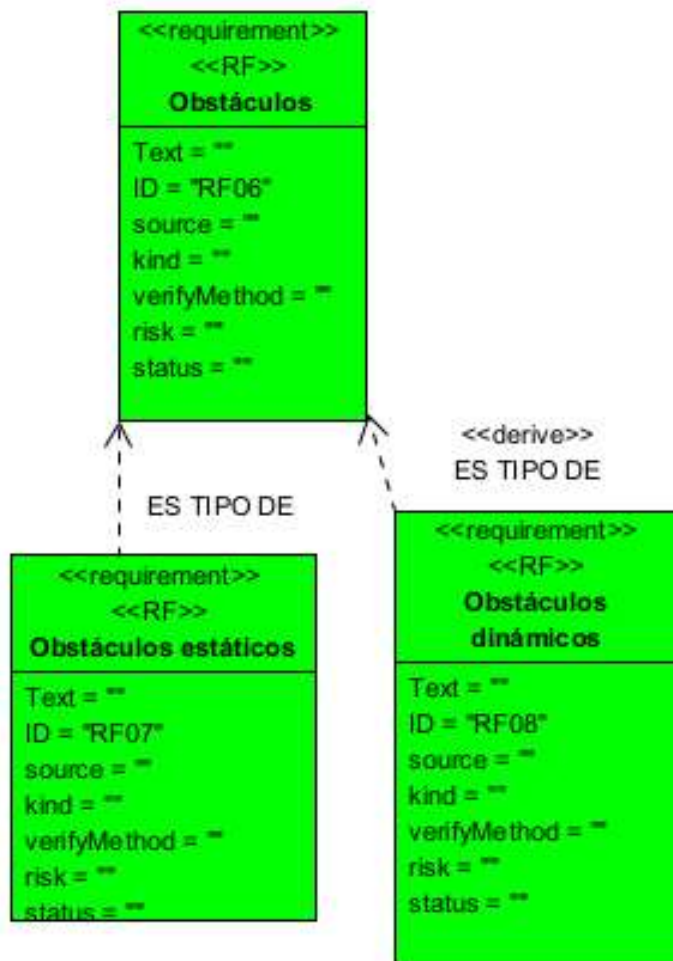 <<requirement>>
<<RF>>
Obstáculos
Text = ""
ID = "RF06"
source = ""
kind = ""
verifyMethod = ""
risk = ""
status = ""
<<derive>>
ES TIPO DE
ES TIPO DE
<<requirement>>
<<RF>>
Obstáculos estáticos
Text = ""
ID = "RF07"
source = ""
kind = ""
verifyMethod = ""
risk = ""
status = ""
<<requirement>>
<<RF>>
Obstáculos
dinámicos
Text = ""
ID = "RF08"
source = ""
kind = ""
verifyMethod = ""
risk = ""
status = ""